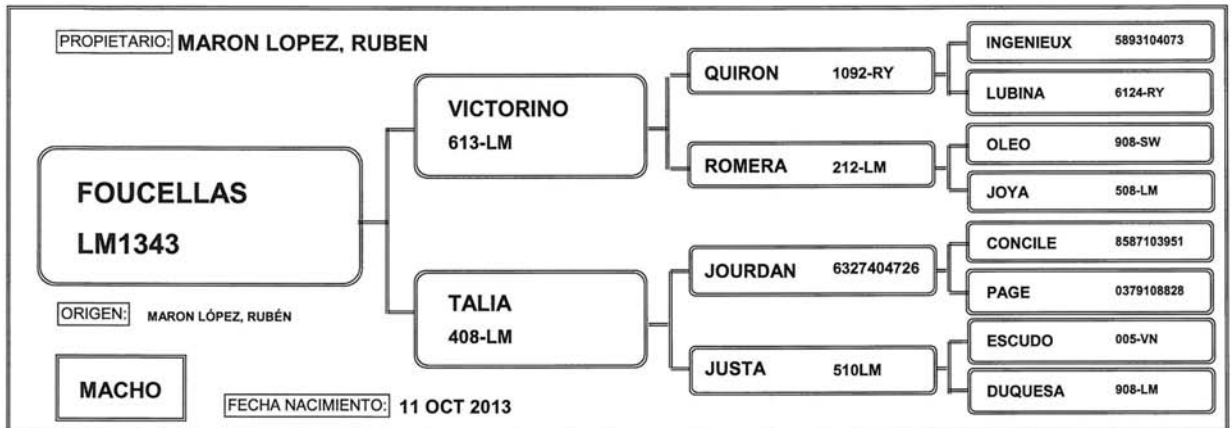 PROPIETARIO: MARON LOPEZ, RUBEN
FOUCELLAS
LM1343
ORIGEN: MARON LÓPEZ, RUBÉN
MACHO
FECHA NACIMIENTO: 11 OCT 2013
VICTORINO
613-LM
TALIA
408-LM
QUIRON 1092-RY
ROMERA 212-LM
JOURDAN 6327404726
JUSTA 510LM
INGENIEUX 5893104073
LUBINA 6124-RY
OLEO 908-SW
JOYA 508-LM
CONCILE 8587103951
PAGE 0379108828
ESCUDO 005-VN
DUQUESA 908-LM